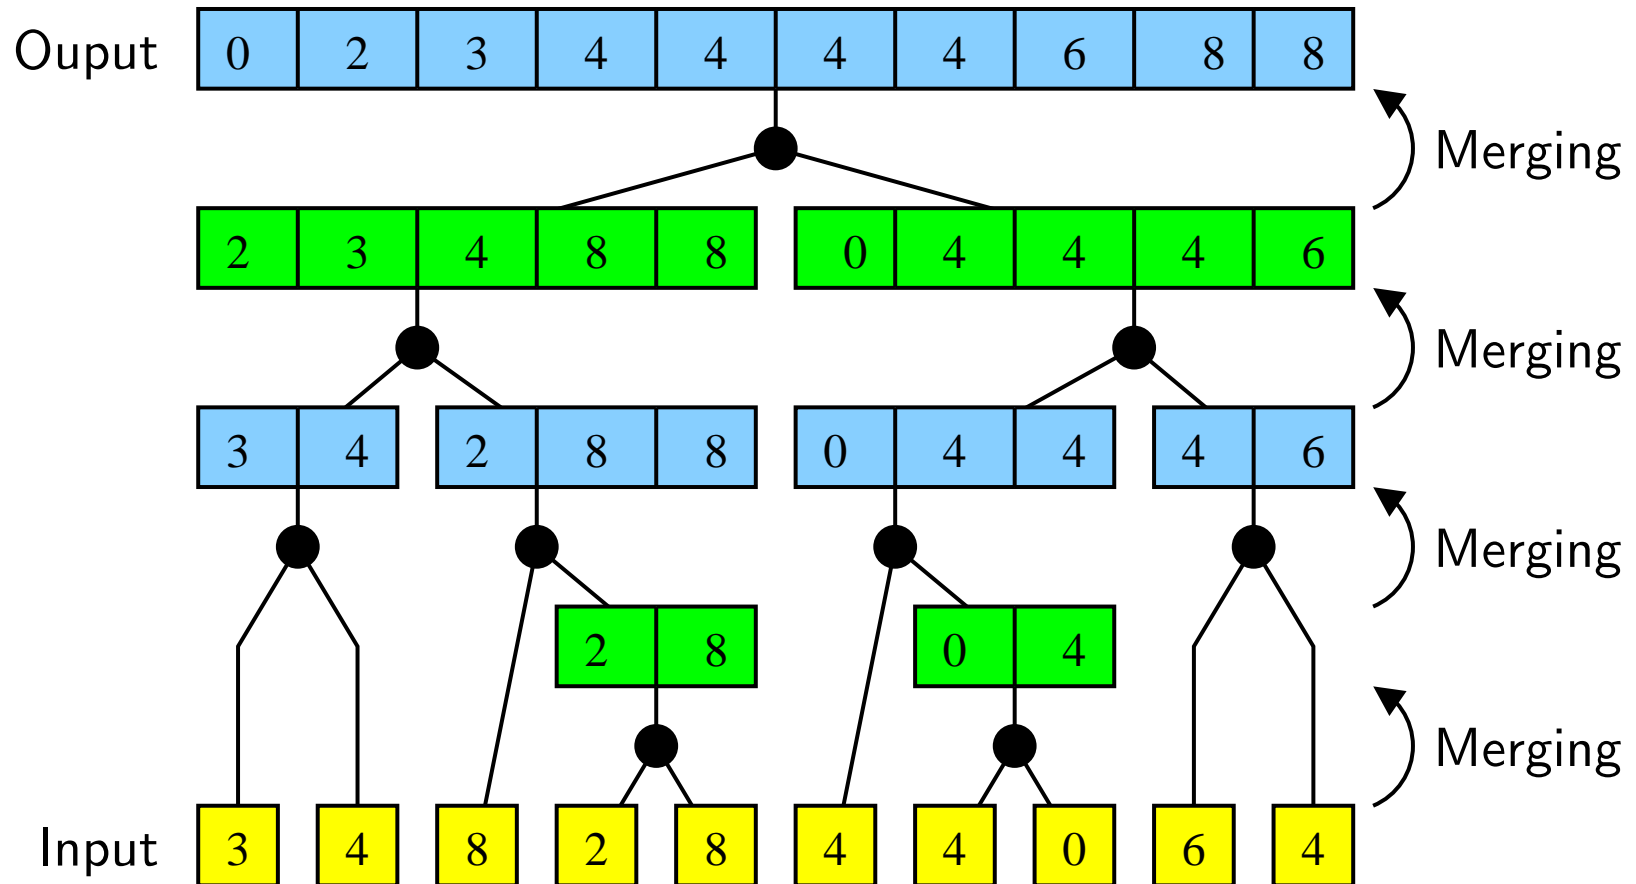 Ouput 0 2 3 4 4 4 4 6 8 8
Merging
2 3 4 8 8 0 4 4 4 6
Merging
3 4 2 8 8 0 4 4 4 6
Merging
2 8 0 4
Merging
Input 3 4 8 2 8 4 4 0 6 4